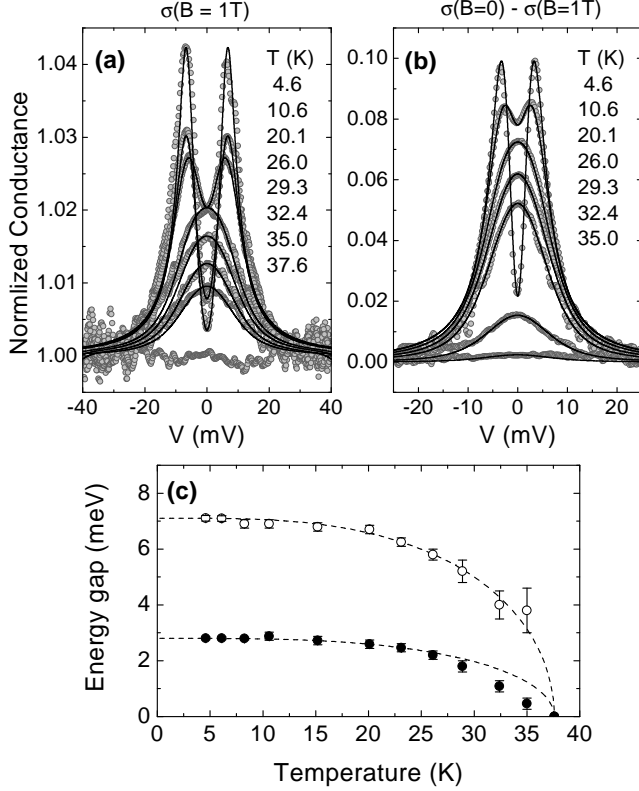 σ(B = 1T)
σ(B=0) - σ(B=1T)
(a)
T (K)
4.6
10.6
20.1
26.0
29.3
32.4
35.0
37.6
1.04
1.03
1.02
1.01
1.00
Normlized Conductance
-40 -20 0 20 40
V (mV)
(b)
T (K)
4.6
10.6
20.1
26.0
29.3
32.4
35.0
0.10
0.08
0.06
0.04
0.02
0.00
-20 -10 0 10 20
V (mV)
(c)
8
6
4
2
0
Energy gap (meV)
0 5 10 15 20 25 30 35 40
Temperature (K)